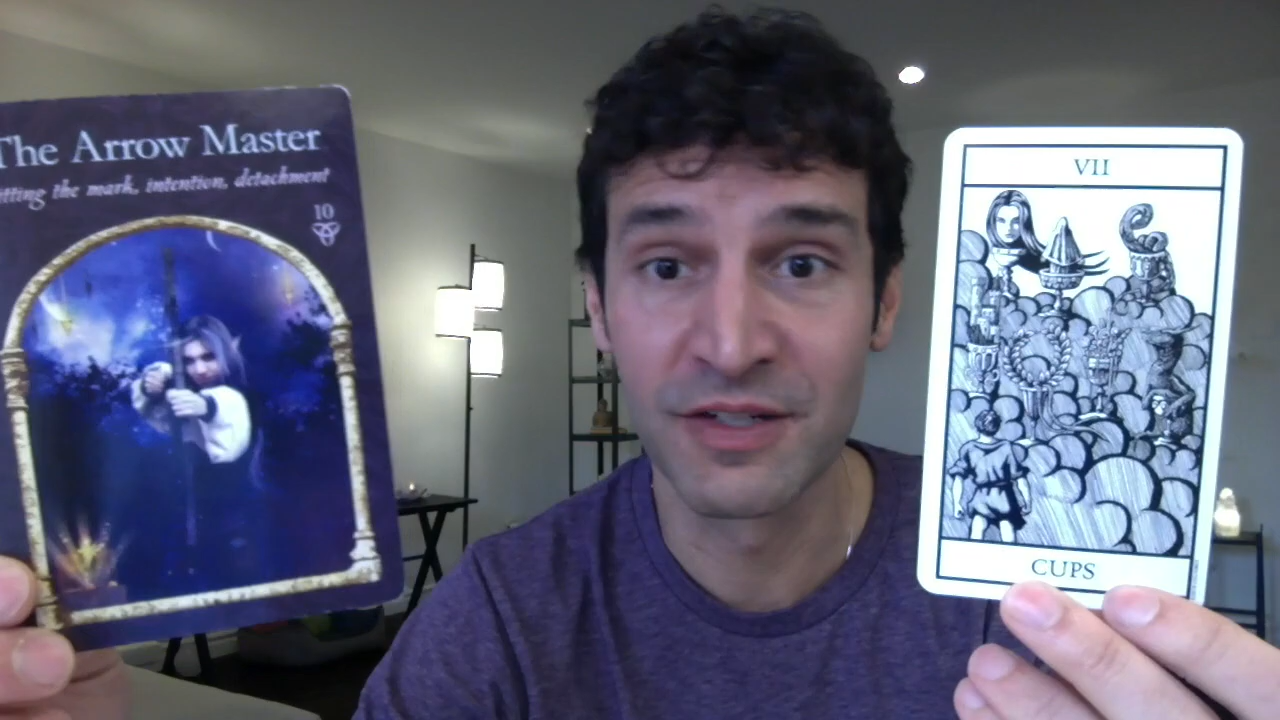 The Arrow Master
itting the mark, intention, detachment
10
VII
CUPS